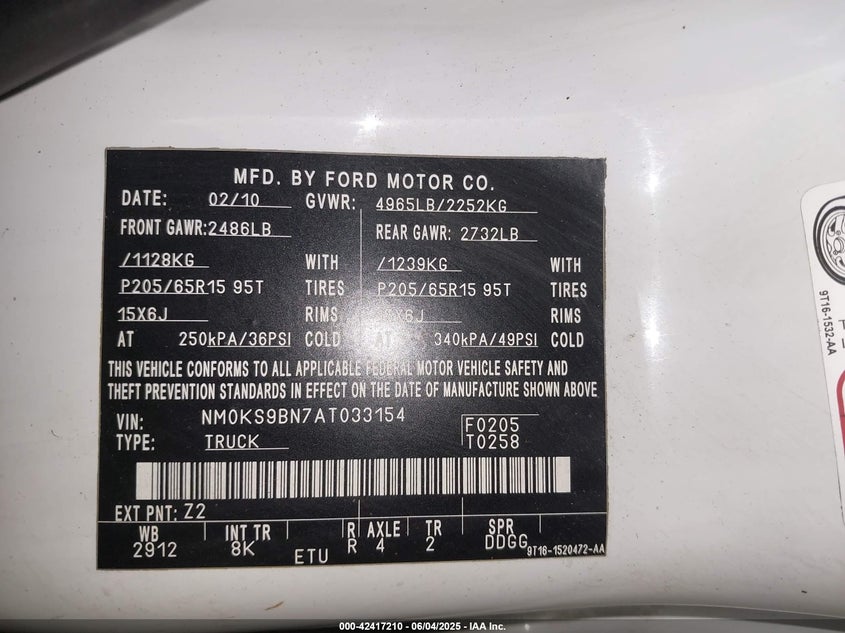 MFD. BY FORD MOTOR CO.
DATE: 02/10 GVWR: 4965LB/2252KG
FRONT GAWR: 2486LB REAR GAWR: 2732LB
/1128KG WITH /1239KG WITH
P205/65R15 95T TIRES P205/65R15 95T TIRES
15X6J RIMS 15X6J RIMS
AT 250kPA/36PSI COLD AT 340kPA/49PSI COLD
THIS VEHICLE CONFORMS TO ALL APPLICABLE FEDERAL MOTOR VEHICLE SAFETY AND
THEFT PREVENTION STANDARDS IN EFFECT ON THE DATE OF MANUFACTURE SHOWN ABOVE
VIN: NM0KS9BN7AT033154 F0205
TYPE: TRUCK T0258
EXT PNT: Z2
WB INT TR R AXLE TR SPR
2912 8K ETU R 4 2 DDGG 9T16-1520472-AA
9T16-1532-AA
000-42417210 - 06/04/2025 - IAA Inc.